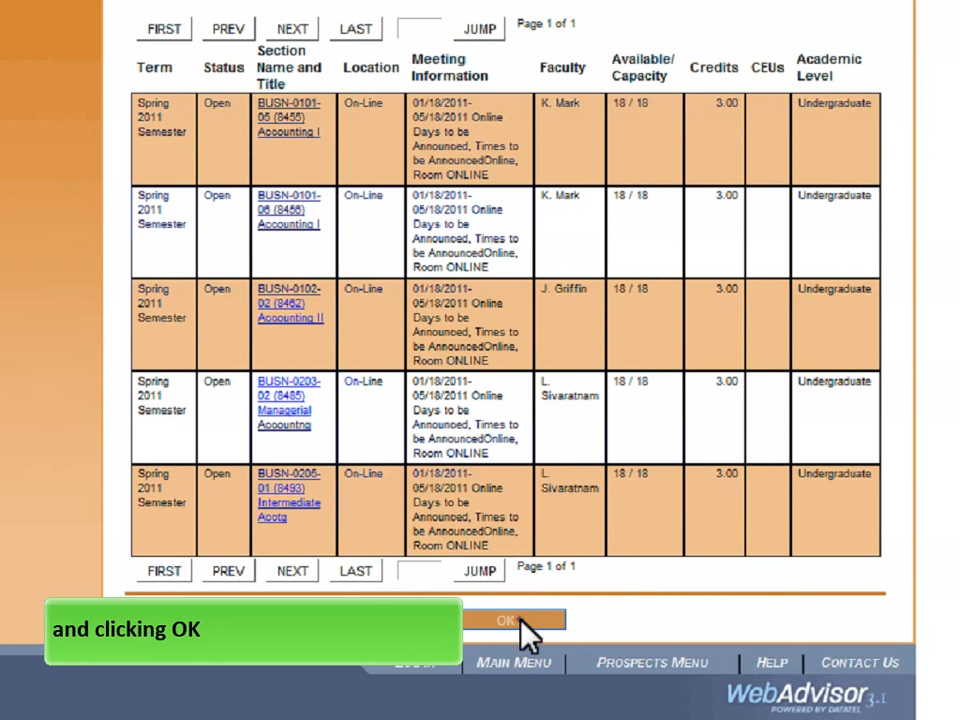 FIRST PREV NEXT LAST JUMP Page 1 of 1
Term Status Section Name and Title Location Meeting Information Faculty Available/ Capacity Credits CEUs Academic Level
Spring 2011 Semester Open BUSN-0101-05 (8455) Accounting I On-Line 01/18/2011-05/18/2011 Online Days to be Announced, Times to be AnnouncedOnline, Room ONLINE K. Mark 18 / 18 3.00 Undergraduate
Spring 2011 Semester Open BUSN-0101-06 (8456) Accounting I On-Line 01/18/2011-05/18/2011 Online Days to be Announced, Times to be AnnouncedOnline, Room ONLINE K. Mark 18 / 18 3.00 Undergraduate
Spring 2011 Semester Open BUSN-0102-02 (8462) Accounting II On-Line 01/18/2011-05/18/2011 Online Days to be Announced, Times to be AnnouncedOnline, Room ONLINE J. Griffin 18 / 18 3.00 Undergraduate
Spring 2011 Semester Open BUSN-0203-02 (8485) Managerial Accountng On-Line 01/18/2011-05/18/2011 Online Days to be Announced, Times to be AnnouncedOnline, Room ONLINE L. Sivaratnam 18 / 18 3.00 Undergraduate
Spring 2011 Semester Open BUSN-0205-01 (8493) Intermediate Acctg On-Line 01/18/2011-05/18/2011 Online Days to be Announced, Times to be AnnouncedOnline, Room ONLINE L. Sivaratnam 18 / 18 3.00 Undergraduate
FIRST PREV NEXT LAST JUMP Page 1 of 1
OK
and clicking OK
MAIN MENU PROSPECTS MENU HELP CONTACT US
WebAdvisor 3.1
POWERED BY DATATEL